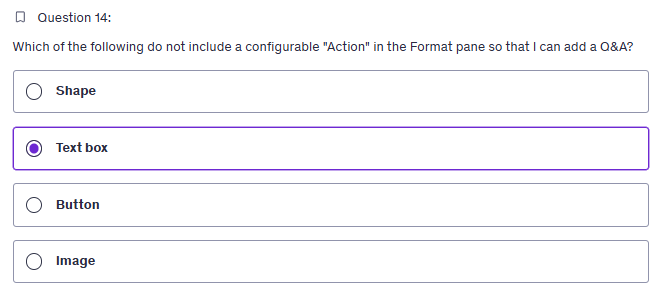 Question 14:
Which of the following do not include a configurable "Action" in the Format pane so that I can add a Q&A?
Shape
Text box
Button
Image